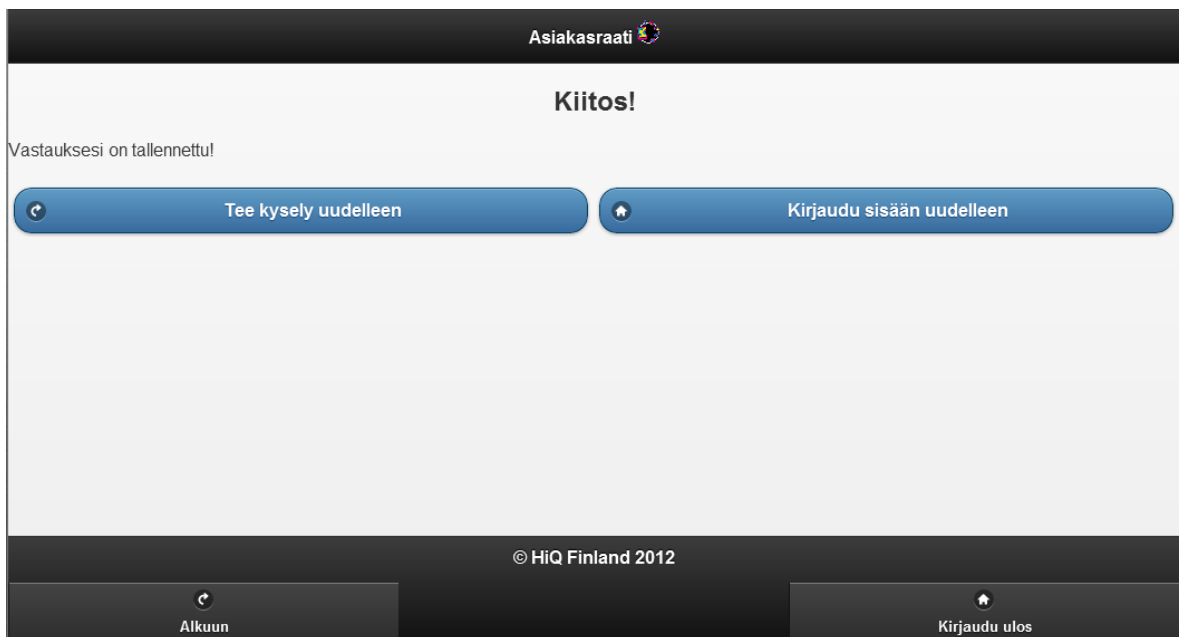 Asiakasraati
Kiitos!
Vastauksesi on tallennettu!
Tee kysely uudelleen
Kirjaudu sisään uudelleen
© HiQ Finland 2012
Alkuun
Kirjaudu ulos